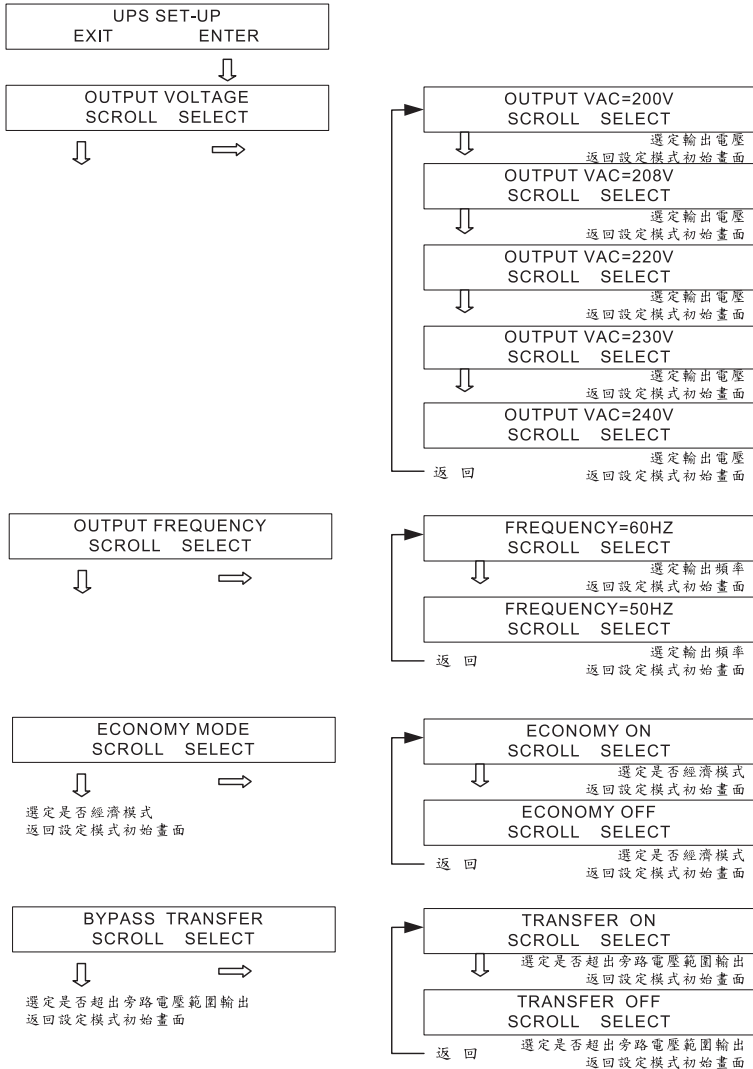 UPS SET-UP
EXIT ENTER
OUTPUT VOLTAGE
SCROLL SELECT
OUTPUT VAC=200V
SCROLL SELECT
選定輸出電壓
返回設定模式初始畫面
OUTPUT VAC=208V
SCROLL SELECT
選定輸出電壓
返回設定模式初始畫面
OUTPUT VAC=220V
SCROLL SELECT
選定輸出電壓
返回設定模式初始畫面
OUTPUT VAC=230V
SCROLL SELECT
選定輸出電壓
返回設定模式初始畫面
OUTPUT VAC=240V
SCROLL SELECT
選定輸出電壓
返回設定模式初始畫面
返 回
OUTPUT FREQUENCY
SCROLL SELECT
FREQUENCY=60HZ
SCROLL SELECT
選定輸出頻率
返回設定模式初始畫面
FREQUENCY=50HZ
SCROLL SELECT
選定輸出頻率
返回設定模式初始畫面
返 回
ECONOMY MODE
SCROLL SELECT
選定是否經濟模式
返回設定模式初始畫面
ECONOMY ON
SCROLL SELECT
選定是否經濟模式
返回設定模式初始畫面
ECONOMY OFF
SCROLL SELECT
選定是否經濟模式
返回設定模式初始畫面
返 回
BYPASS TRANSFER
SCROLL SELECT
選定是否超出旁路電壓範圍輸出
返回設定模式初始畫面
TRANSFER ON
SCROLL SELECT
選定是否超出旁路電壓範圍輸出
返回設定模式初始畫面
TRANSFER OFF
SCROLL SELECT
選定是否超出旁路電壓範圍輸出
返回設定模式初始畫面
返 回